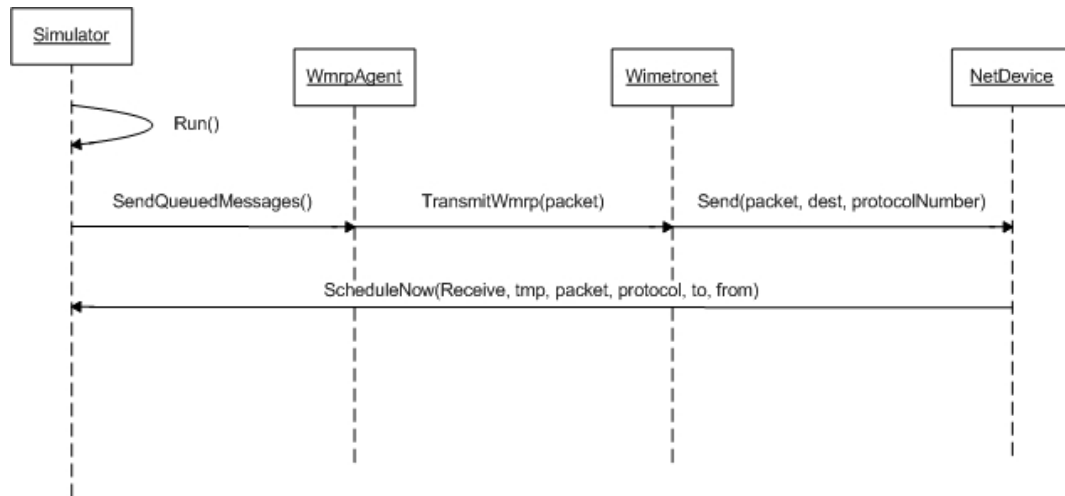 Simulator
WmrpAgent
Wimetronet
NetDevice
Run()
SendQueuedMessages()
TransmitWmrp(packet)
Send(packet, dest, protocolNumber)
ScheduleNow(Receive, tmp, packet, protocol, to, from)